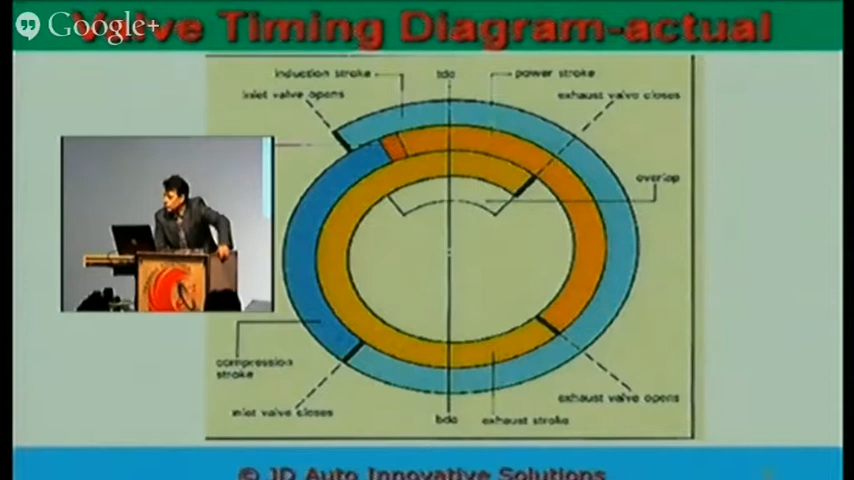 Google+
Valve Timing Diagram-actual
induction stroke
tdc
power stroke
inlet valve opens
exhaust valve closes
overlap
compression
stroke
inlet valve closes
bdc
exhaust stroke
exhaust valve opens
© JD Auto Innovative Solutions